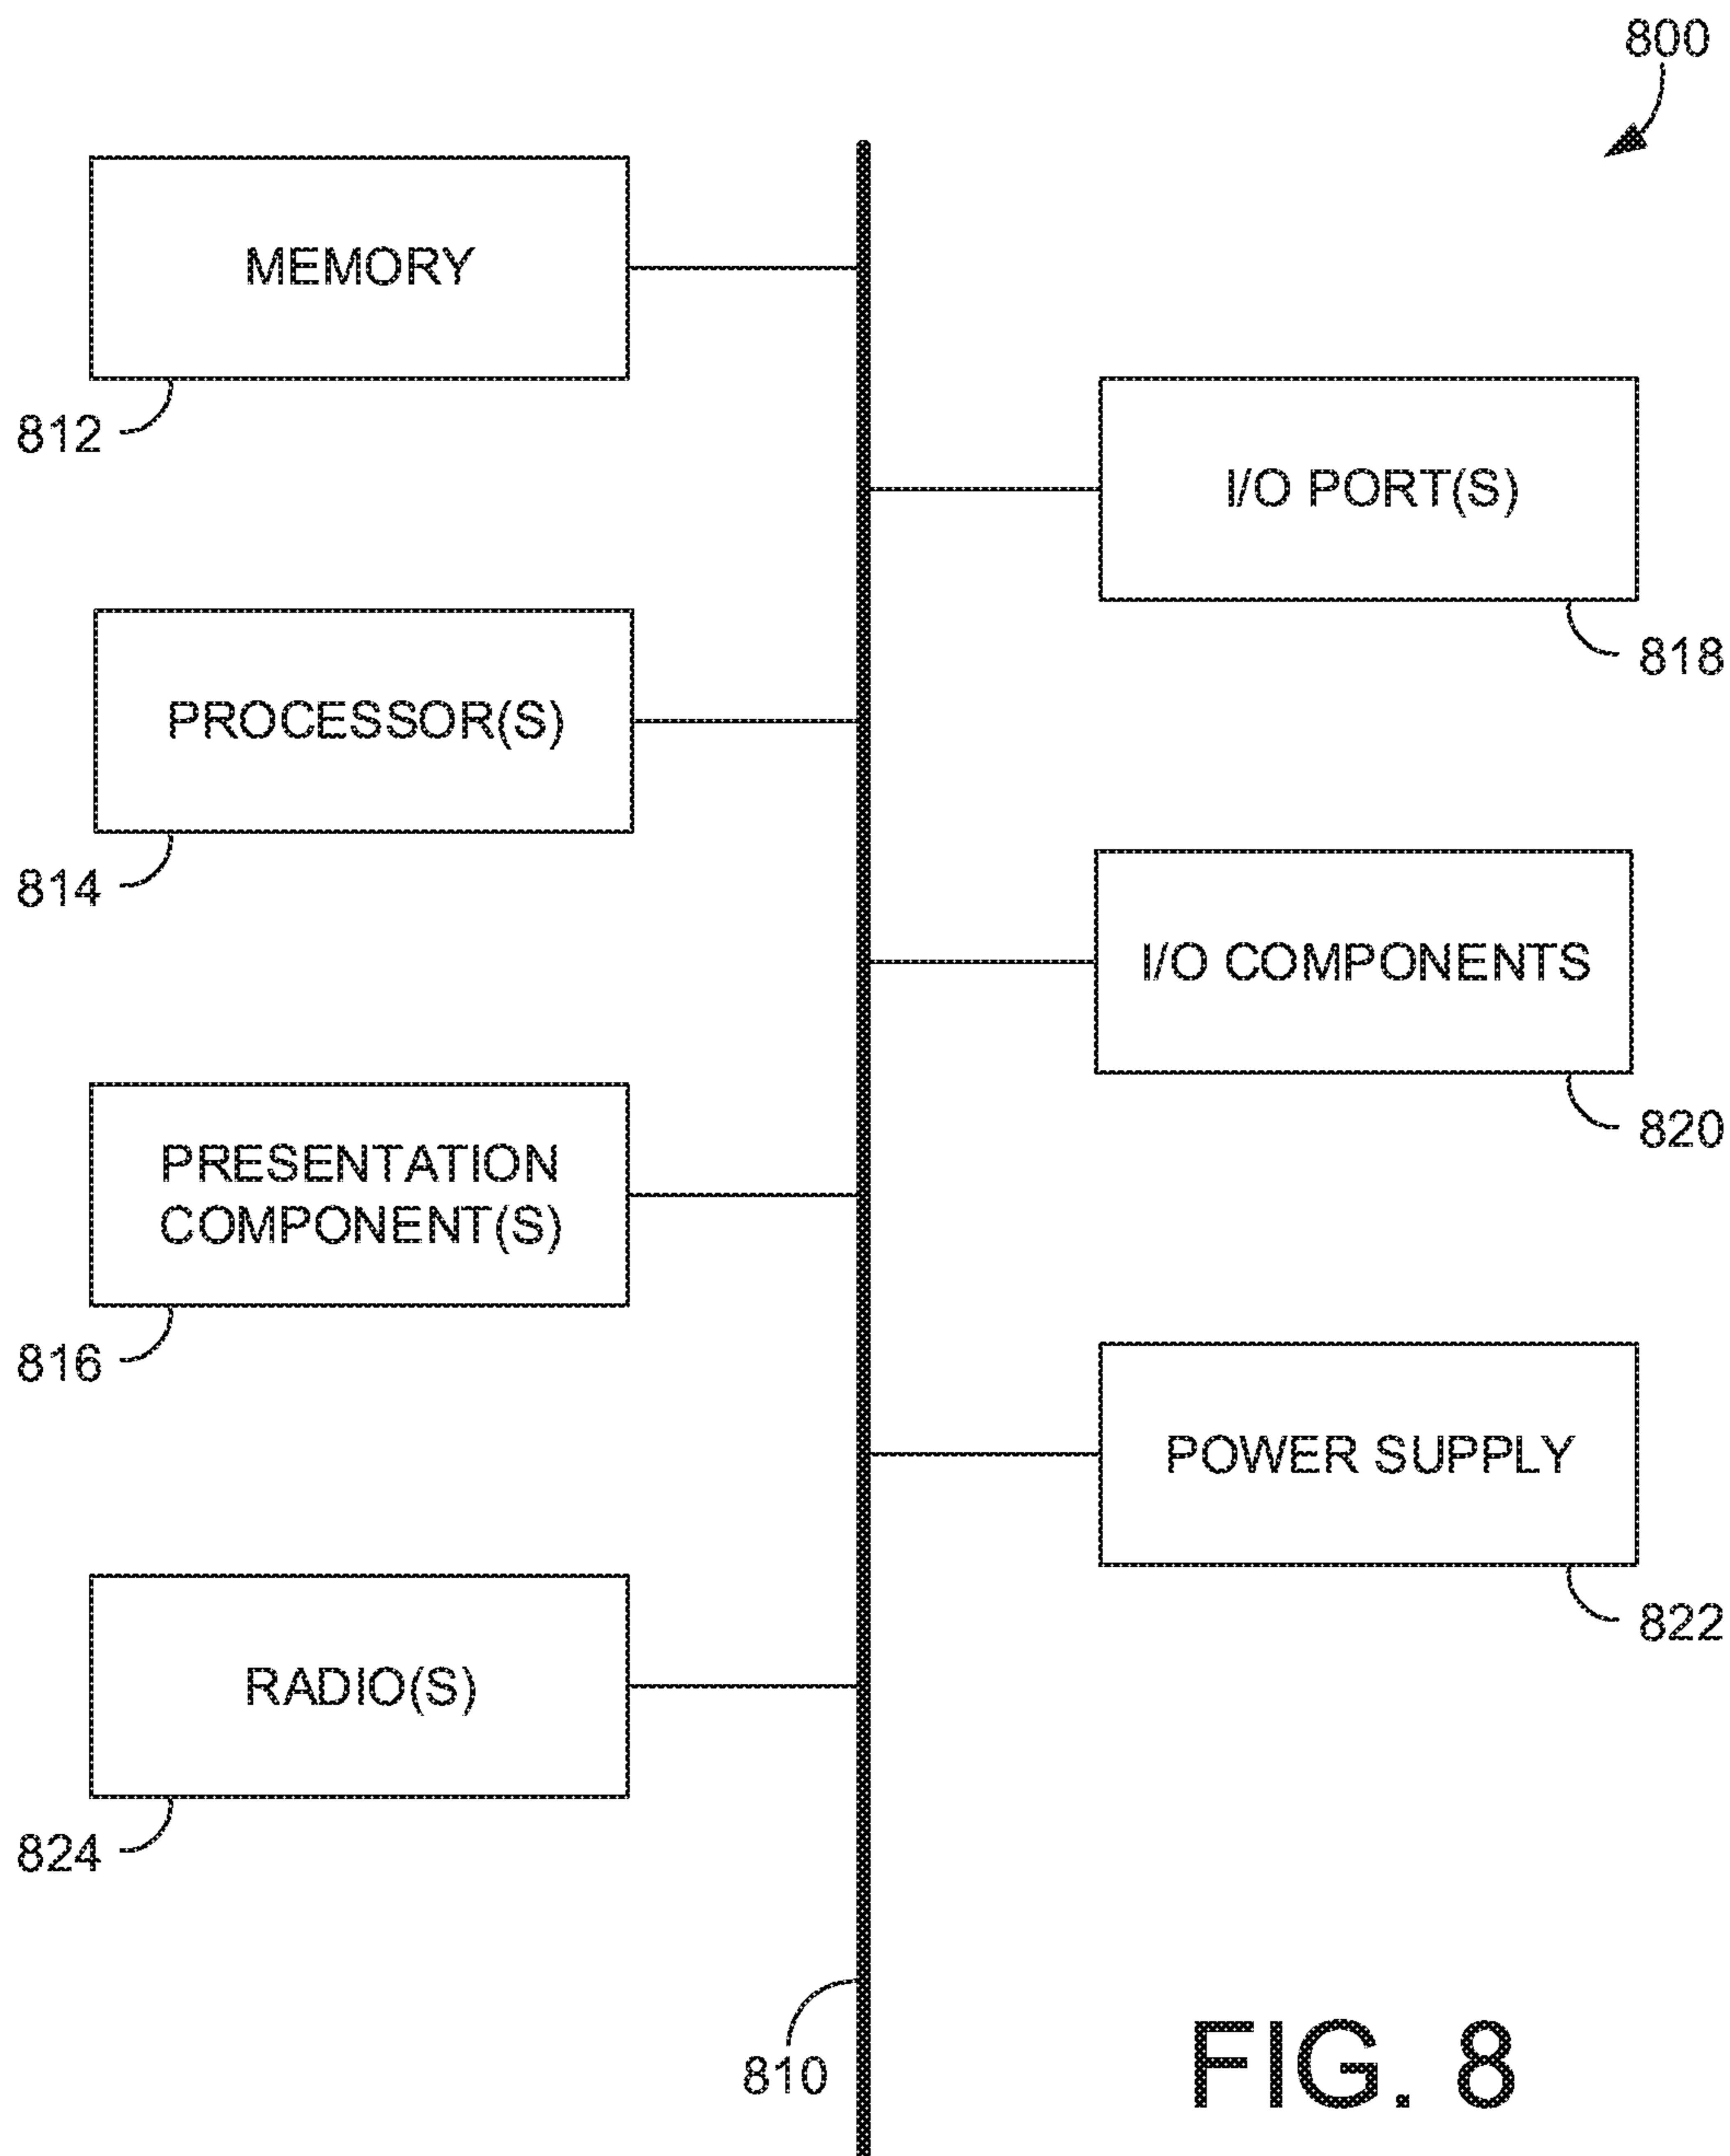 800
MEMORY
812
I/O PORT(S)
818
PROCESSOR(S)
814
I/O COMPONENTS
820
PRESENTATION
COMPONENT(S)
816
POWER SUPPLY
822
RADIO(S)
824
810
FIG. 8